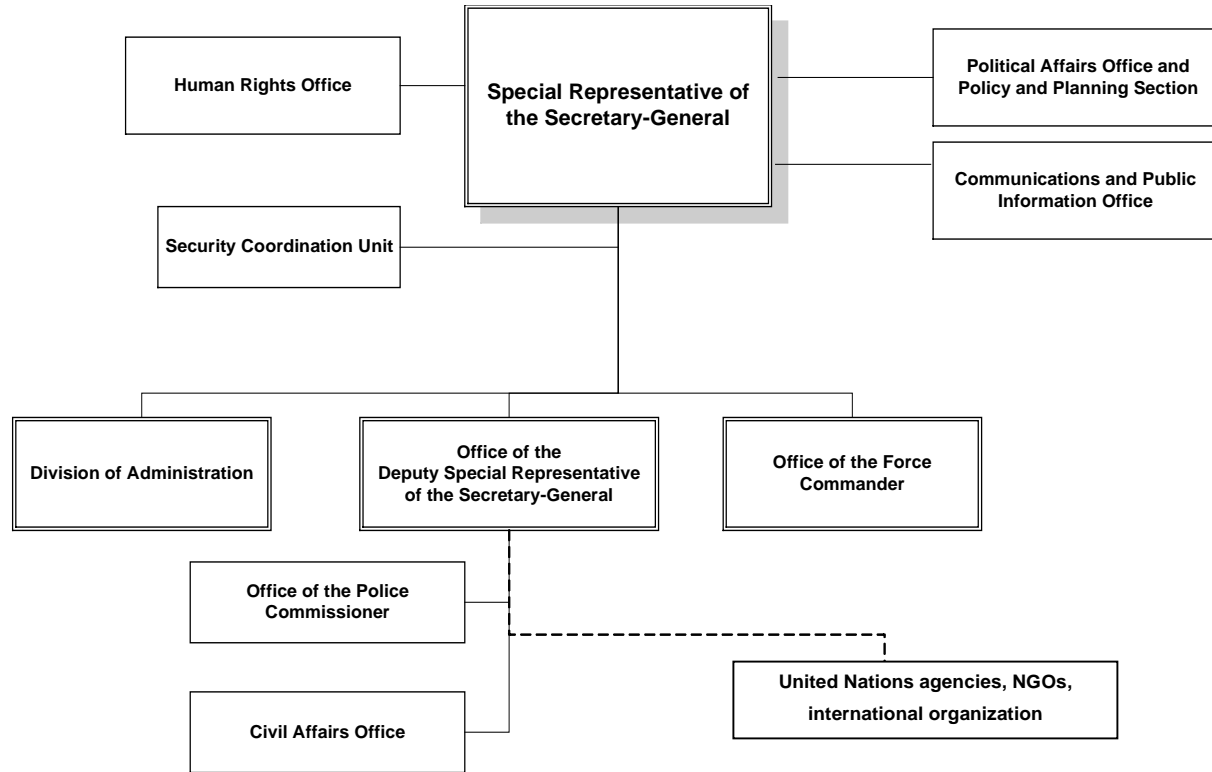 Human Rights Office
Special Representative of
the Secretary-General
Political Affairs Office and
Policy and Planning Section
Communications and Public
Information Office
Security Coordination Unit
Division of Administration
Office of the
Deputy Special Representative
of the Secretary-General
Office of the Force
Commander
Office of the Police
Commissioner
United Nations agencies, NGOs,
international organization
Civil Affairs Office